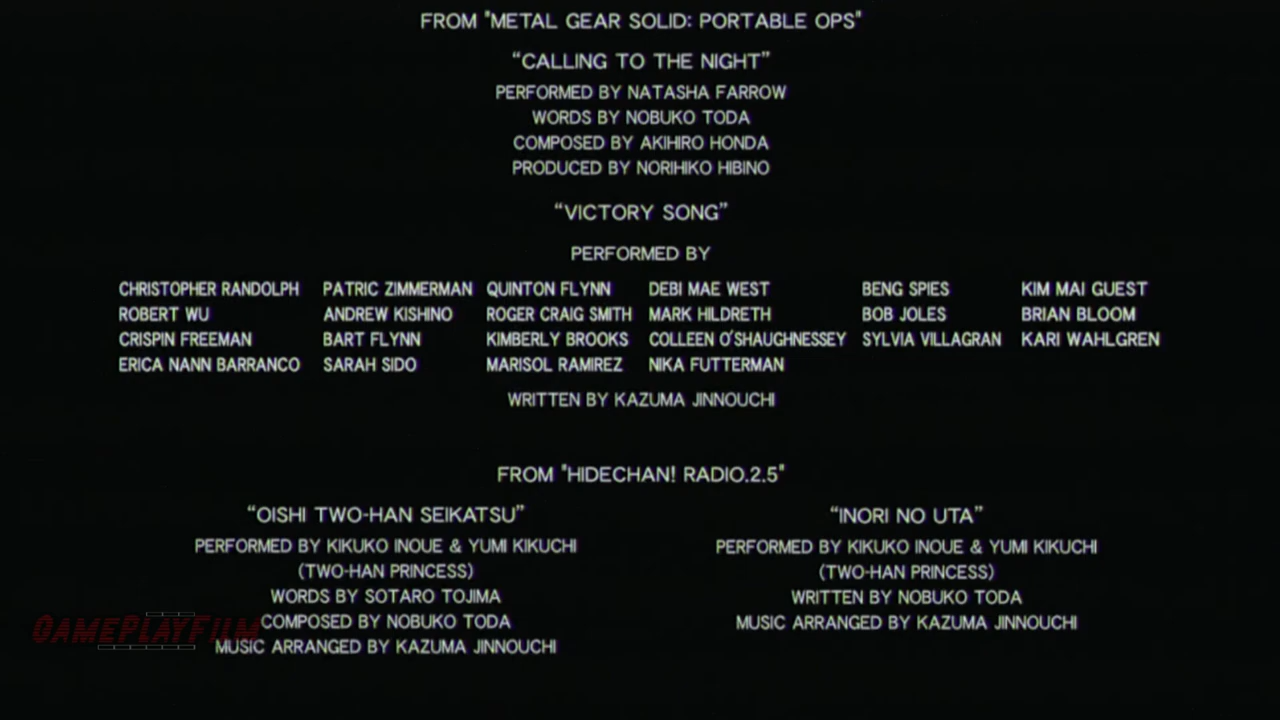 FROM "METAL GEAR SOLID: PORTABLE OPS"
“CALLING TO THE NIGHT”
PERFORMED BY NATASHA FARROW
WORDS BY NOBUKO TODA
COMPOSED BY AKIHIRO HONDA
PRODUCED BY NORIHIKO HIBINO
“VICTORY SONG”
PERFORMED BY
CHRISTOPHER RANDOLPH PATRIC ZIMMERMAN QUINTON FLYNN DEBI MAE WEST BENG SPIES KIM MAI GUEST
ROBERT WU ANDREW KISHINO ROGER CRAIG SMITH MARK HILDRETH BOB JOLES BRIAN BLOOM
CRISPIN FREEMAN BART FLYNN KIMBERLY BROOKS COLLEEN O’SHAUGHNESSEY SYLVIA VILLAGRAN KARI WAHLGREN
ERICA NANN BARRANCO SARAH SIDO MARISOL RAMIREZ NIKA FUTTERMAN
WRITTEN BY KAZUMA JINNOUCHI
FROM "HIDECHAN! RADIO.2.5"
“OISHI TWO-HAN SEIKATSU”
PERFORMED BY KIKUKO INOUE & YUMI KIKUCHI
(TWO-HAN PRINCESS)
WORDS BY SOTARO TOJIMA
COMPOSED BY NOBUKO TODA
MUSIC ARRANGED BY KAZUMA JINNOUCHI
“INORI NO UTA”
PERFORMED BY KIKUKO INOUE & YUMI KIKUCHI
(TWO-HAN PRINCESS)
WRITTEN BY NOBUKO TODA
MUSIC ARRANGED BY KAZUMA JINNOUCHI
GAMEPLAYFILM